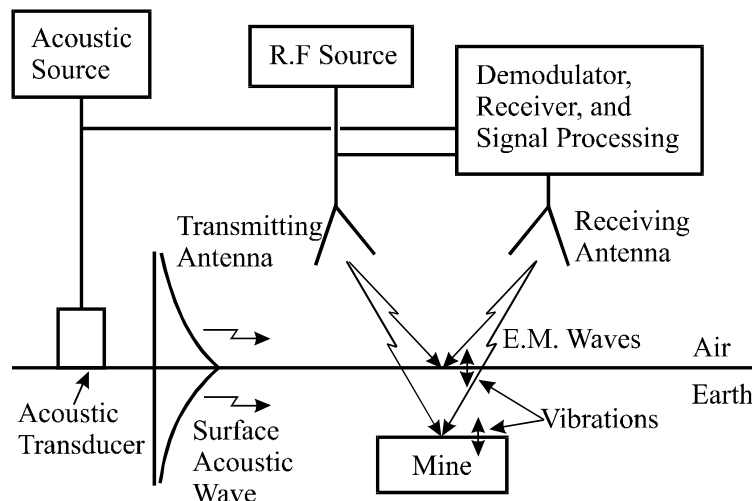 Acoustic
Source
R.F Source
Demodulator,
Receiver, and
Signal Processing
Transmitting
Antenna
Receiving
Antenna
E.M. Waves
Air
Earth
Acoustic
Transducer
Surface
Acoustic
Wave
Vibrations
Mine